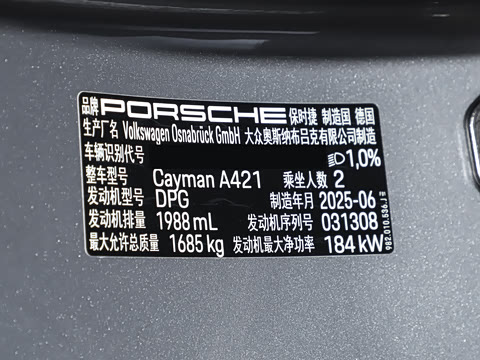 品牌 PORSCHE 保时捷 制造国 德国
生产厂名 Volkswagen Osnabrück GmbH 大众奥斯纳布吕克有限公司制造
车辆识别代号 1,0%
整车型号 Cayman A421 乘坐人数 2
发动机型号 DPG 制造年月 2025-06
发动机排量 1988 mL 发动机序列号 031308
最大允许总质量 1685 kg 发动机最大净功率 184 kW
982.010.536.J FF